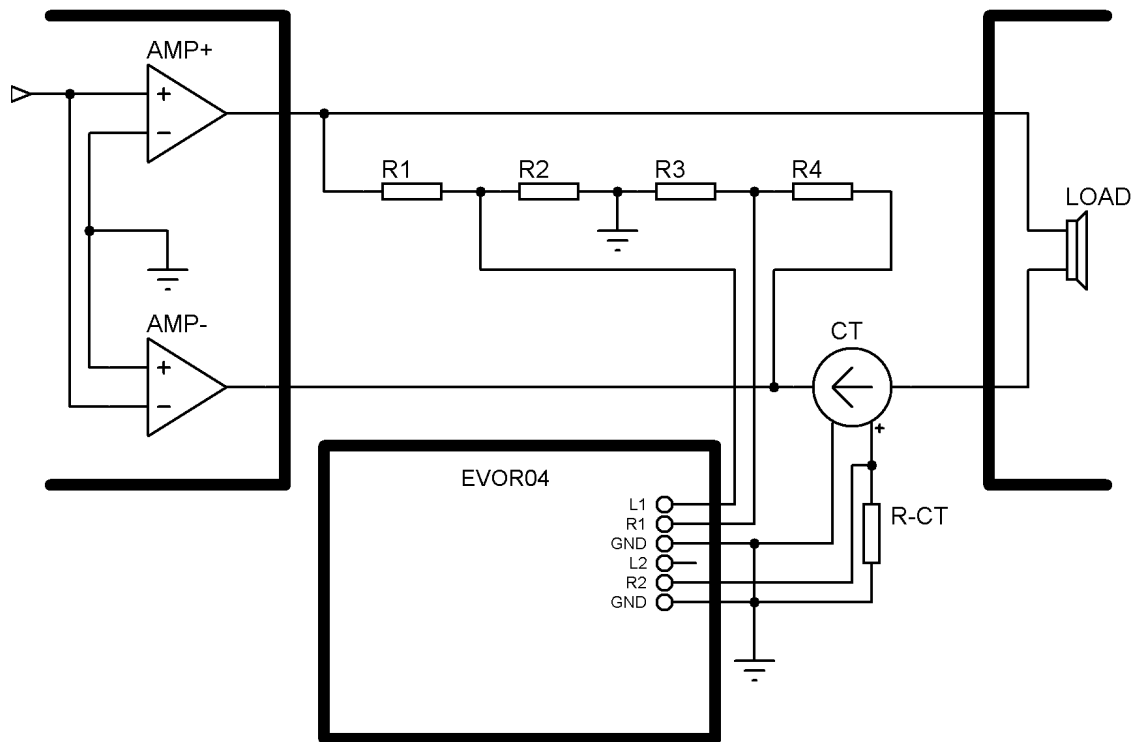 AMP+
R1
R2
R3
R4
LOAD
AMP-
CT
EVOR04
L1
R1
GND
L2
R2
GND
R-CT